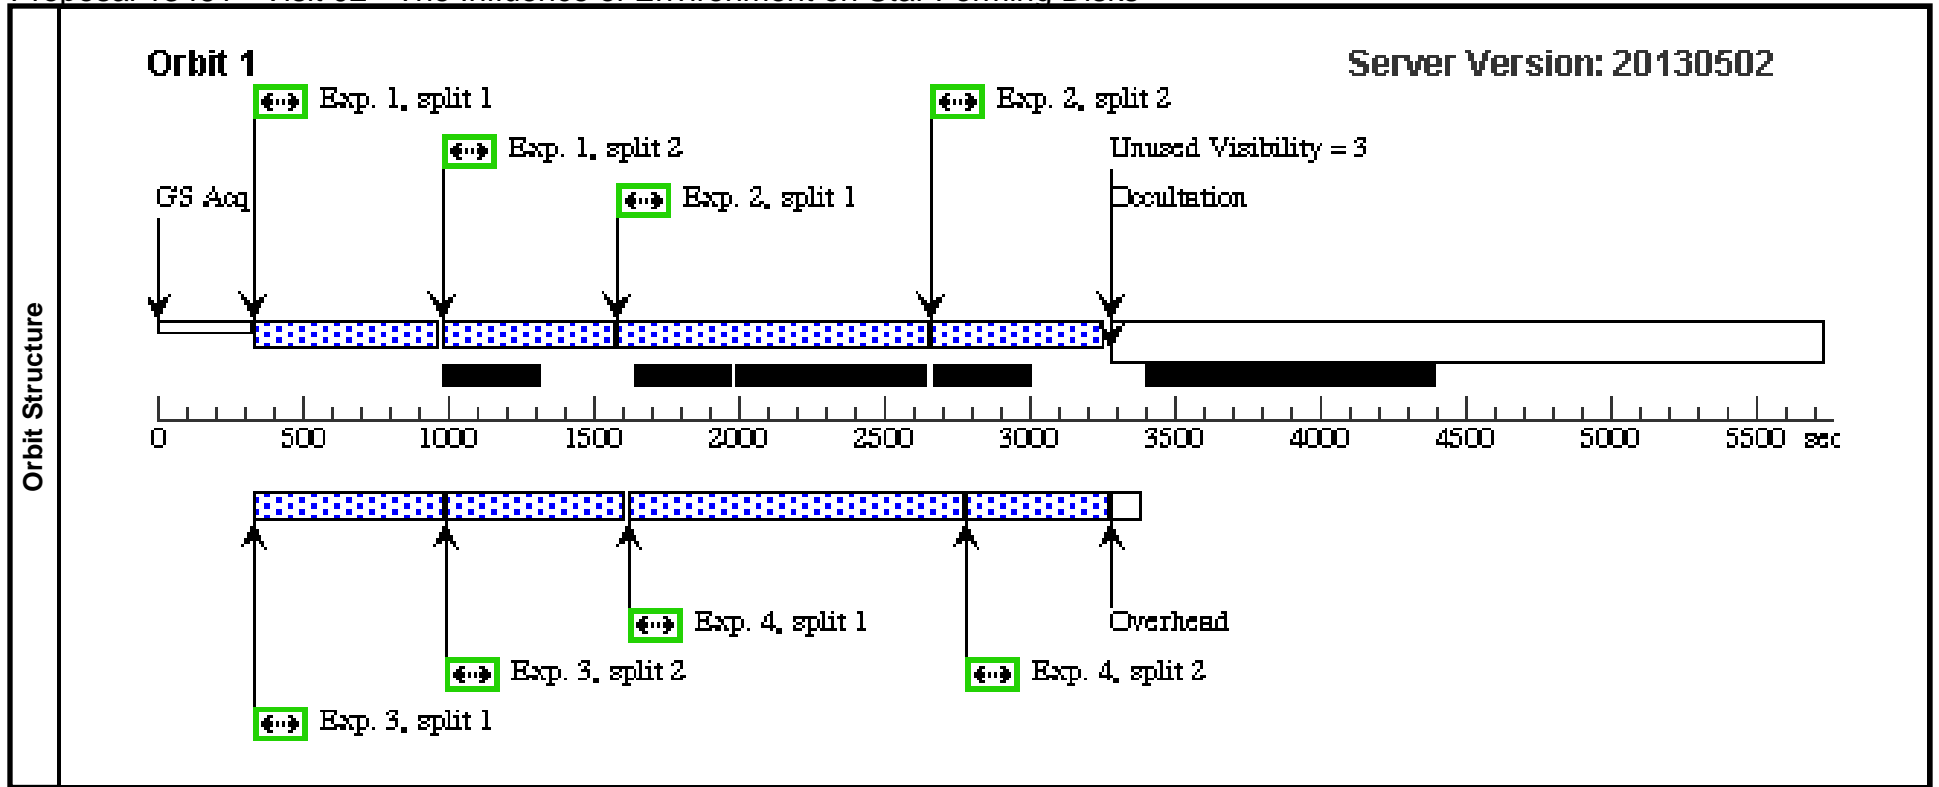 Orbit Structure
Orbit 1
Server Version: 20130502
Exp. 1, split 1
Exp. 2, split 2
Exp. 1, split 2
Unused Visibility = 3
GS Acq
Exp. 2, split 1
Occultation
0 500 1000 1500 2000 2500 3000 3500 4000 4500 5000 5500 sec
Exp. 4, split 1
Overhead
Exp. 3, split 2
Exp. 4, split 2
Exp. 3, split 1